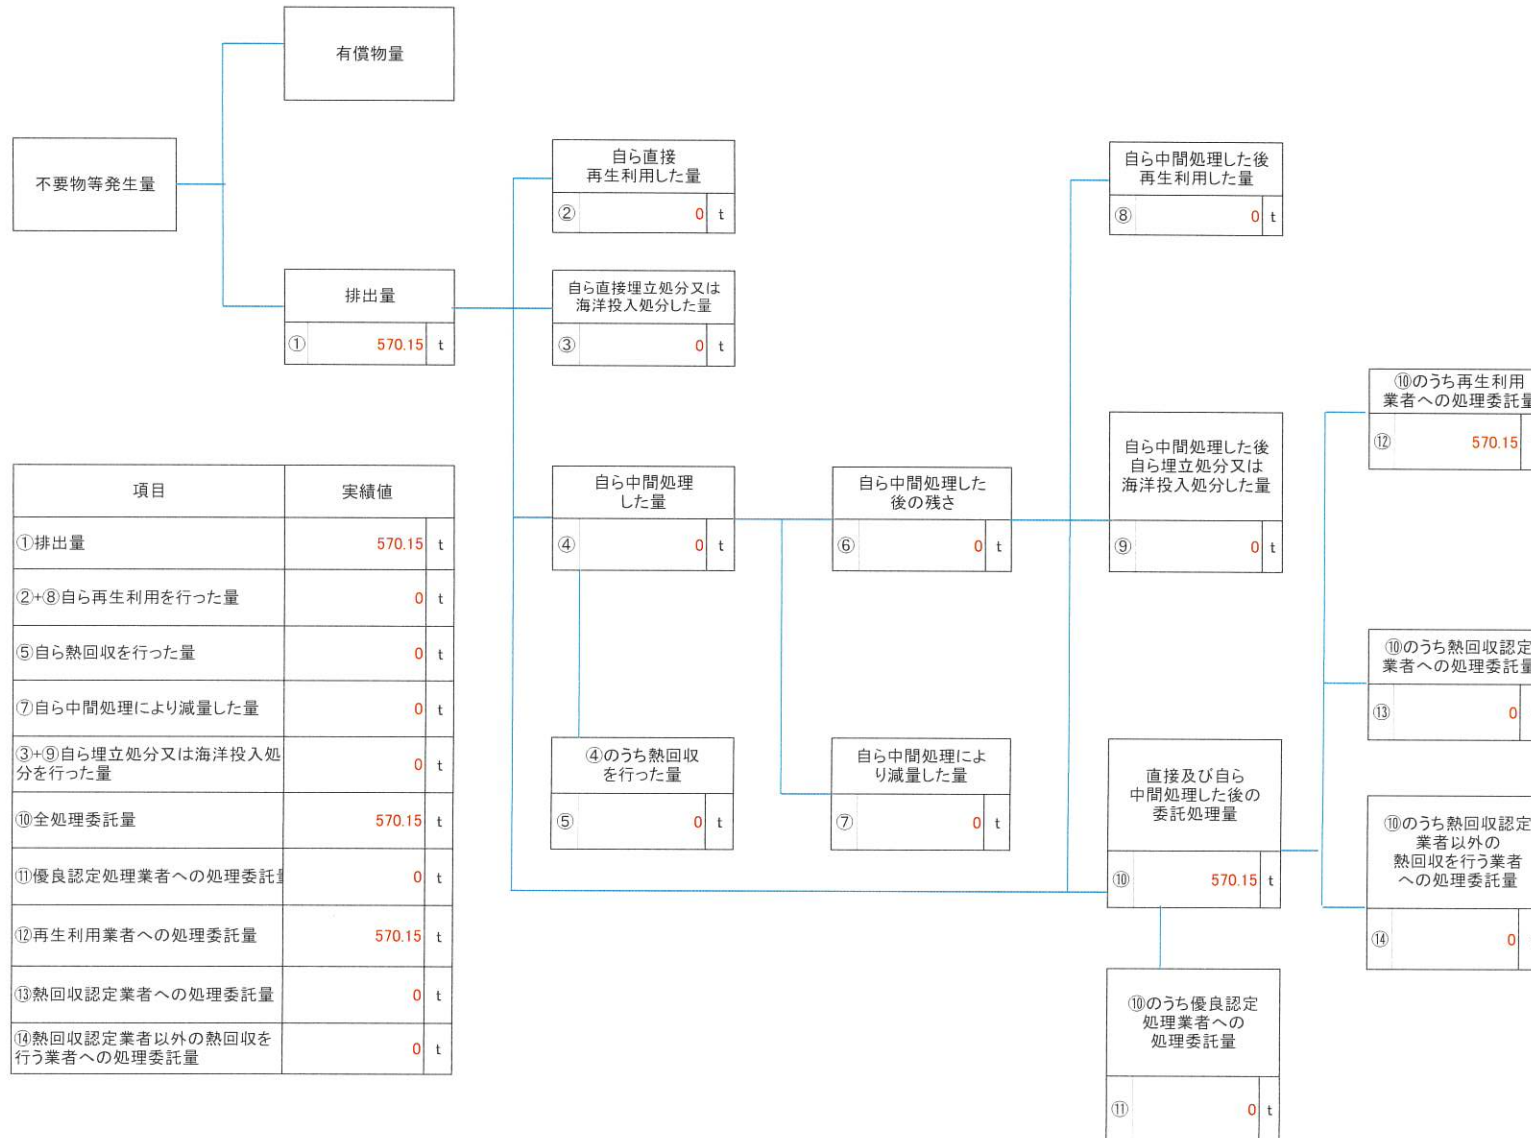 有償物量
不要物等発生量
排出量
① 570.15 t
自ら直接
再生利用した量
② 0 t
自ら直接埋立処分又は
海洋投入処分した量
③ 0 t
自ら中間処理
した量
④ 0 t
④のうち熱回収
を行った量
⑤ 0 t
自ら中間処理した
後の残さ
⑥ 0 t
自ら中間処理によ
り減量した量
⑦ 0 t
自ら中間処理した後
再生利用した量
⑧ 0 t
自ら中間処理した後
自ら埋立処分又は
海洋投入処分した量
⑨ 0 t
直接及び自ら
中間処理した後の
委託処理量
⑩ 570.15 t
⑩のうち優良認定
処理業者への
処理委託量
⑪ 0 t
⑩のうち再生利用
業者への処理委託量
⑫ 570.15
⑩のうち熱回収認定
業者への処理委託量
⑬ 0
⑩のうち熱回収認定
業者以外の
熱回収を行う業者
への処理委託量
⑭ 0
項目 実績値
①排出量 570.15 t
②+⑧自ら再生利用を行った量 0 t
⑤自ら熱回収を行った量 0 t
⑦自ら中間処理により減量した量 0 t
③+⑨自ら埋立処分又は海洋投入処
分を行った量 0 t
⑩全処理委託量 570.15 t
⑪優良認定処理業者への処理委託量 0 t
⑫再生利用業者への処理委託量 570.15 t
⑬熱回収認定業者への処理委託量 0 t
⑭熱回収認定業者以外の熱回収を
行う業者への処理委託量 0 t